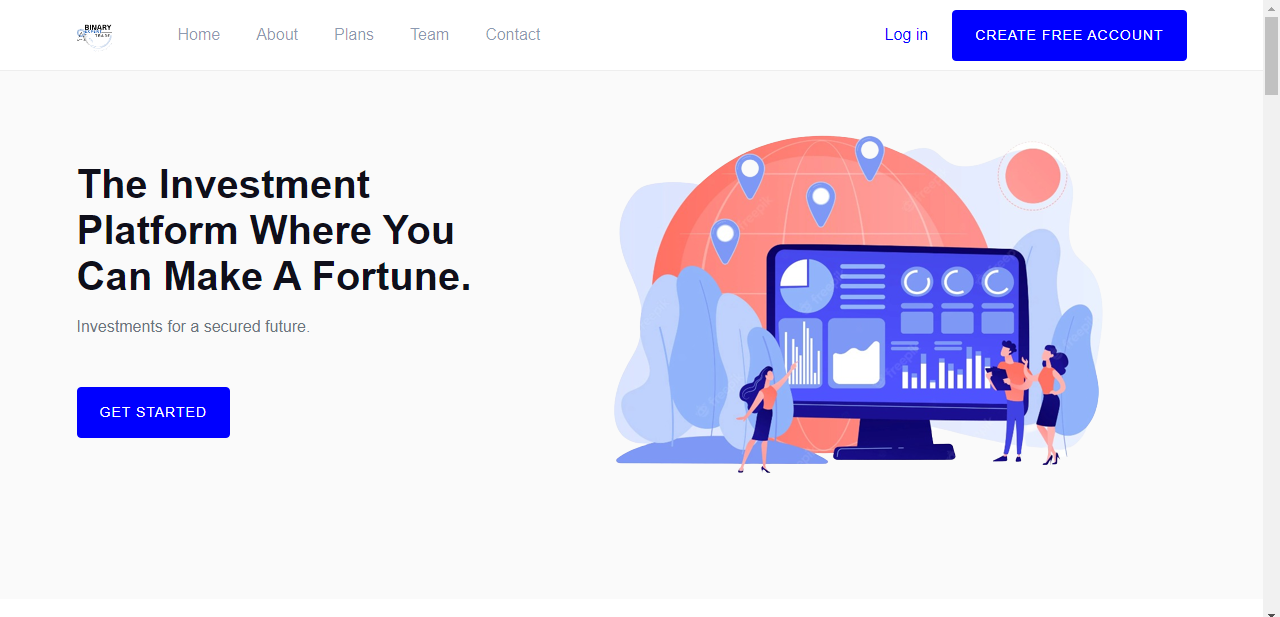 BINARY
EXPERT
TRADE
Home
About
Plans
Team
Contact
Log in
CREATE FREE ACCOUNT
The Investment
Platform Where You
Can Make A Fortune.
Investments for a secured future.
GET STARTED